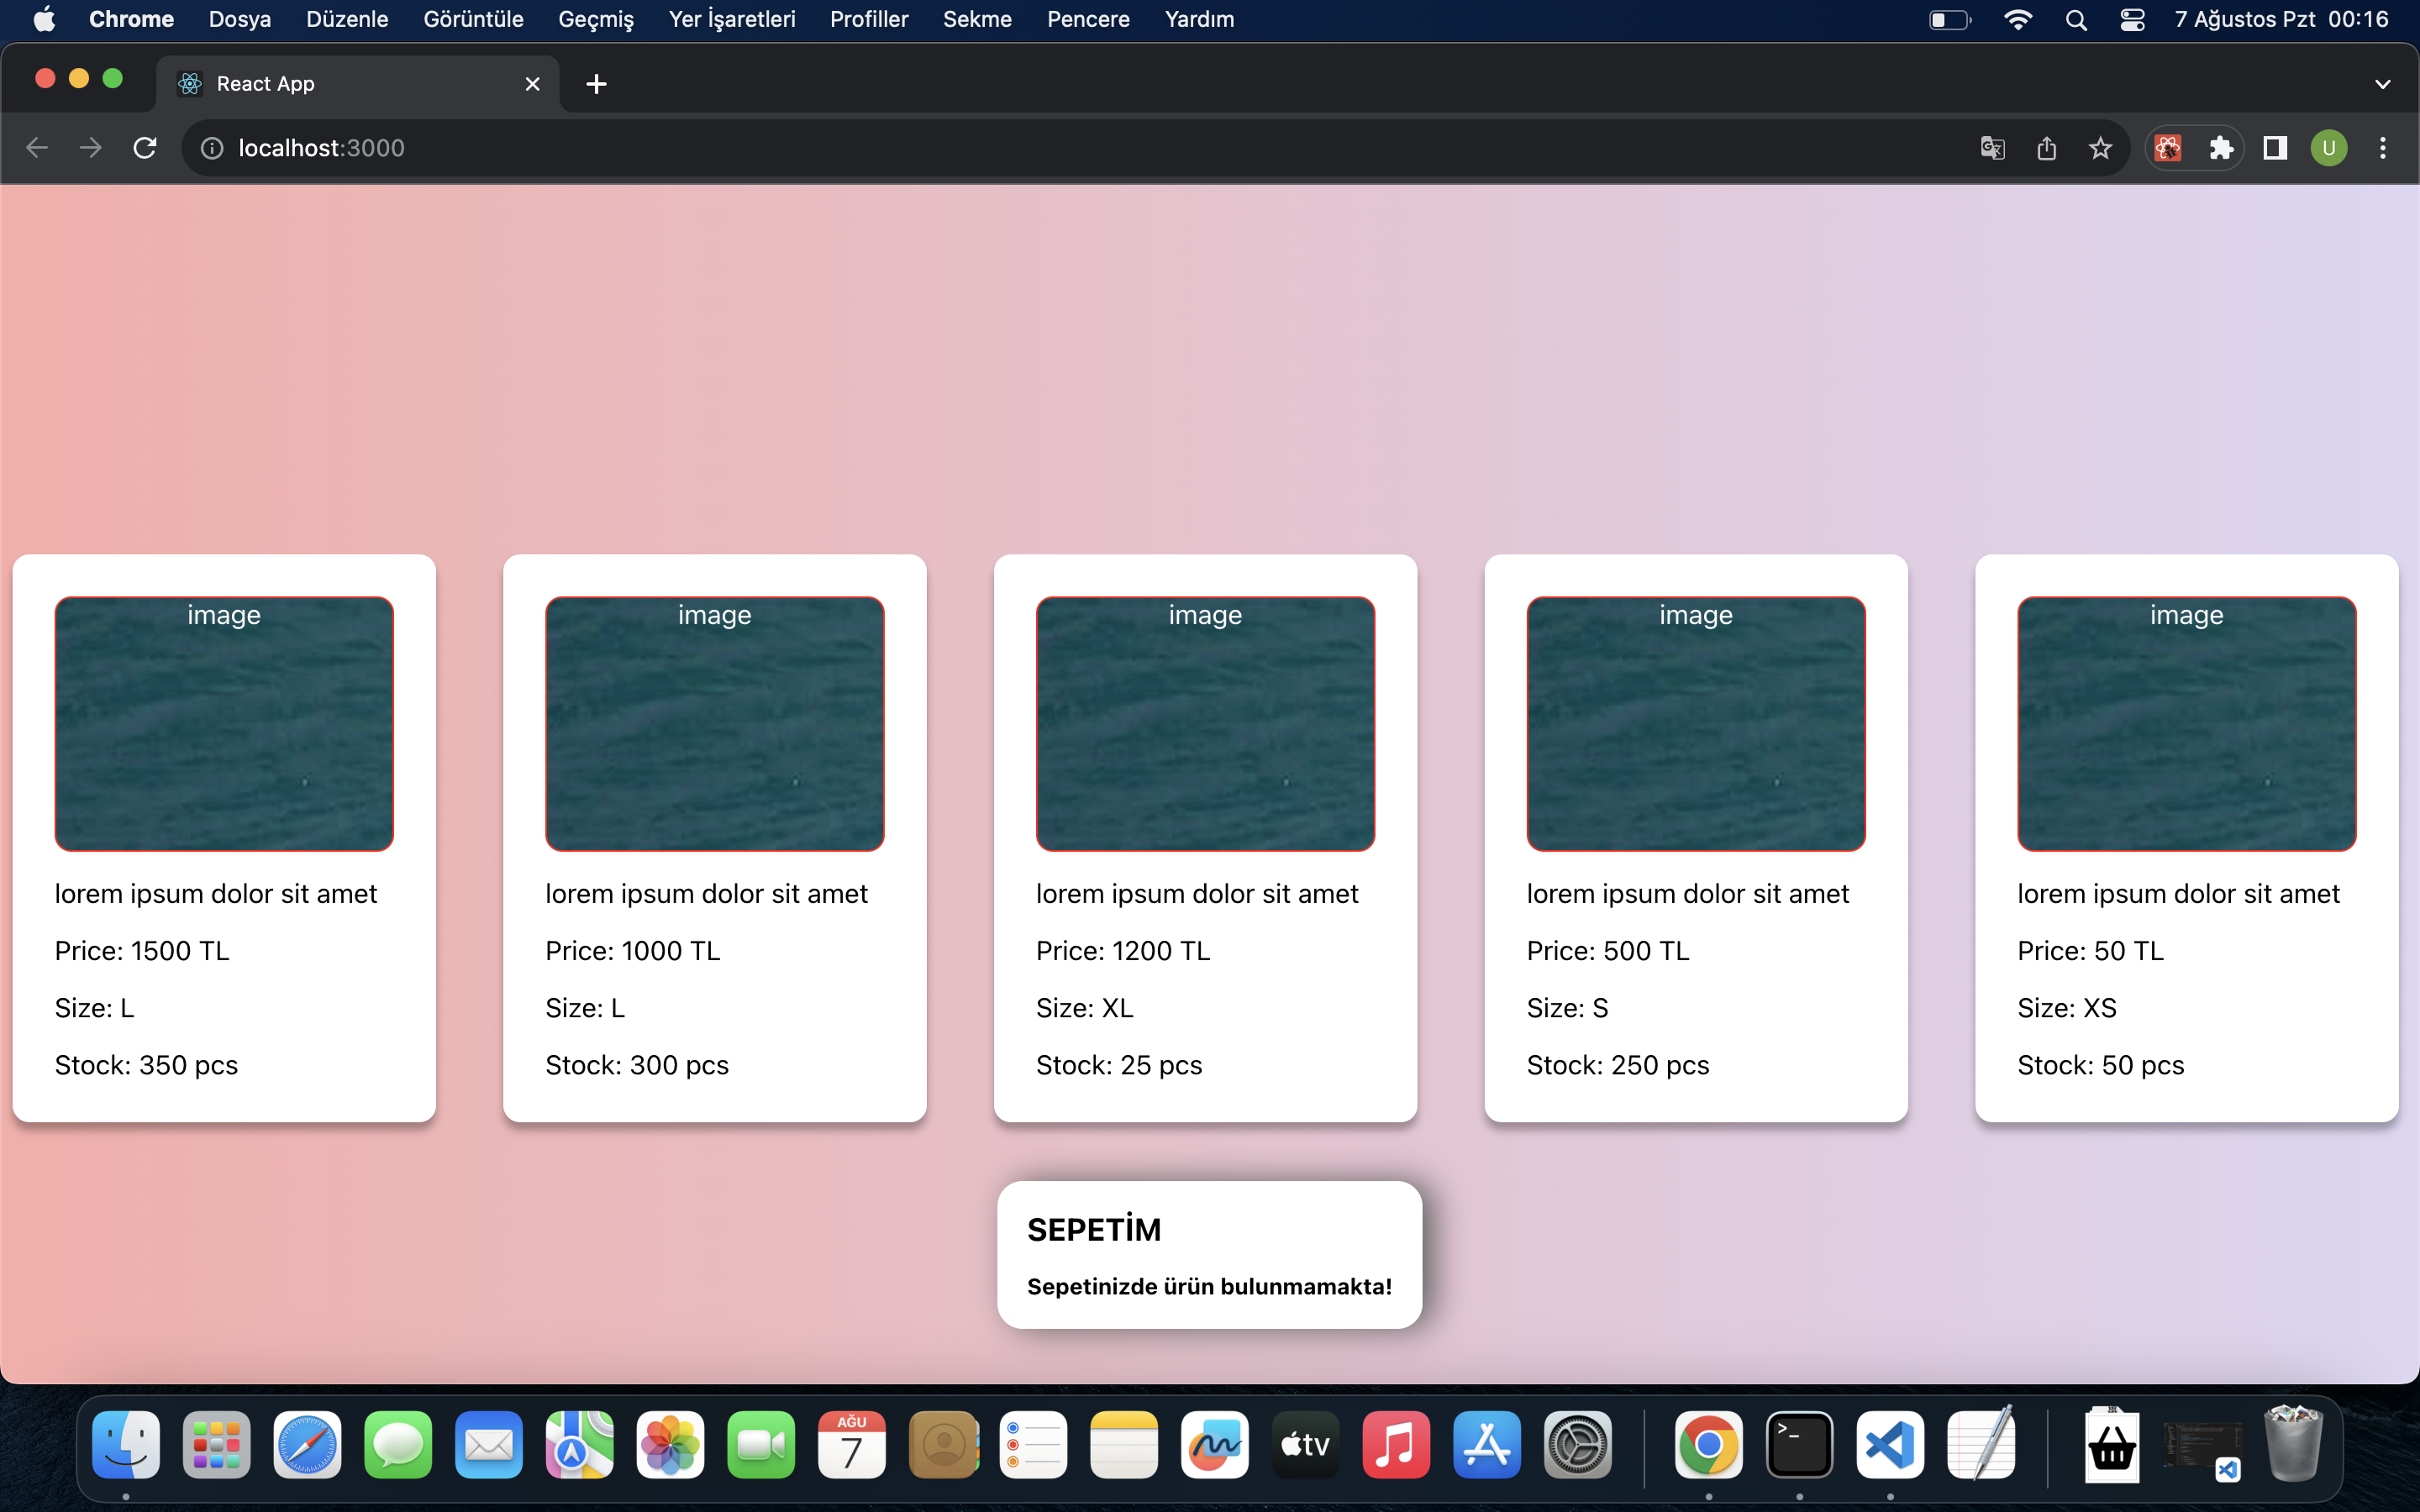 Chrome Dosya Düzenle Görüntüle Geçmiş Yer İşaretleri Profiller Sekme Pencere Yardım 7 Ağustos Pzt 00:16
React App
localhost:3000
U
image
lorem ipsum dolor sit amet
Price: 1500 TL
Size: L
Stock: 350 pcs
image
lorem ipsum dolor sit amet
Price: 1000 TL
Size: L
Stock: 300 pcs
image
lorem ipsum dolor sit amet
Price: 1200 TL
Size: XL
Stock: 25 pcs
image
lorem ipsum dolor sit amet
Price: 500 TL
Size: S
Stock: 250 pcs
image
lorem ipsum dolor sit amet
Price: 50 TL
Size: XS
Stock: 50 pcs
SEPETİM
Sepetinizde ürün bulunmamakta!
AĞU
7
tv
>_